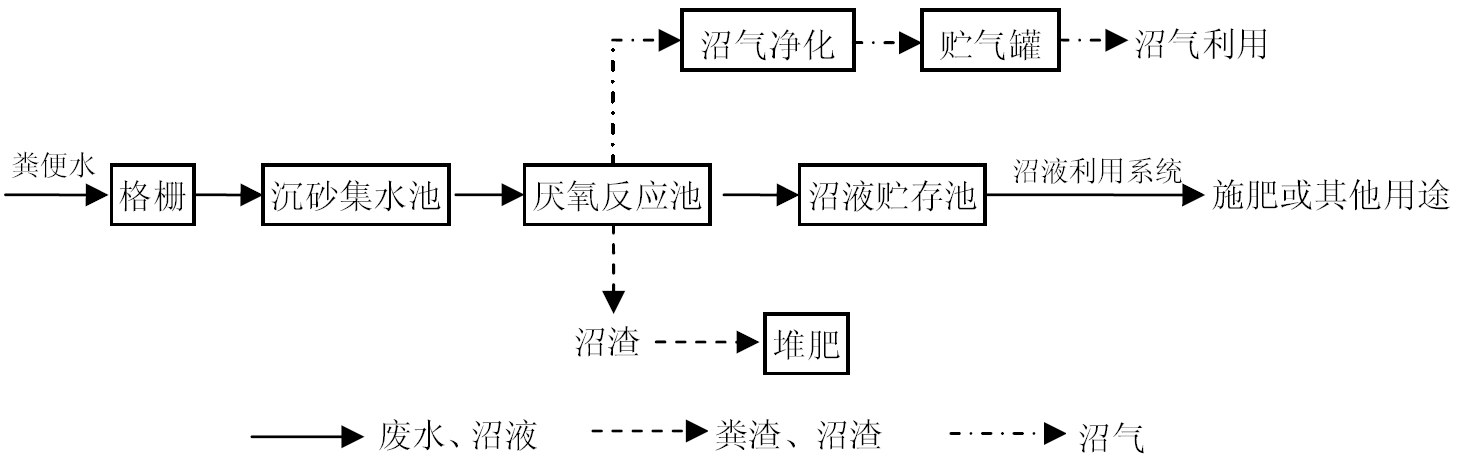 沼气净化
贮气罐
沼气利用
粪便水
格栅
沉砂集水池
厌氧反应池
沼液贮存池
沼液利用系统
施肥或其他用途
沼渣
堆肥
废水、沼液
粪渣、沼渣
沼气